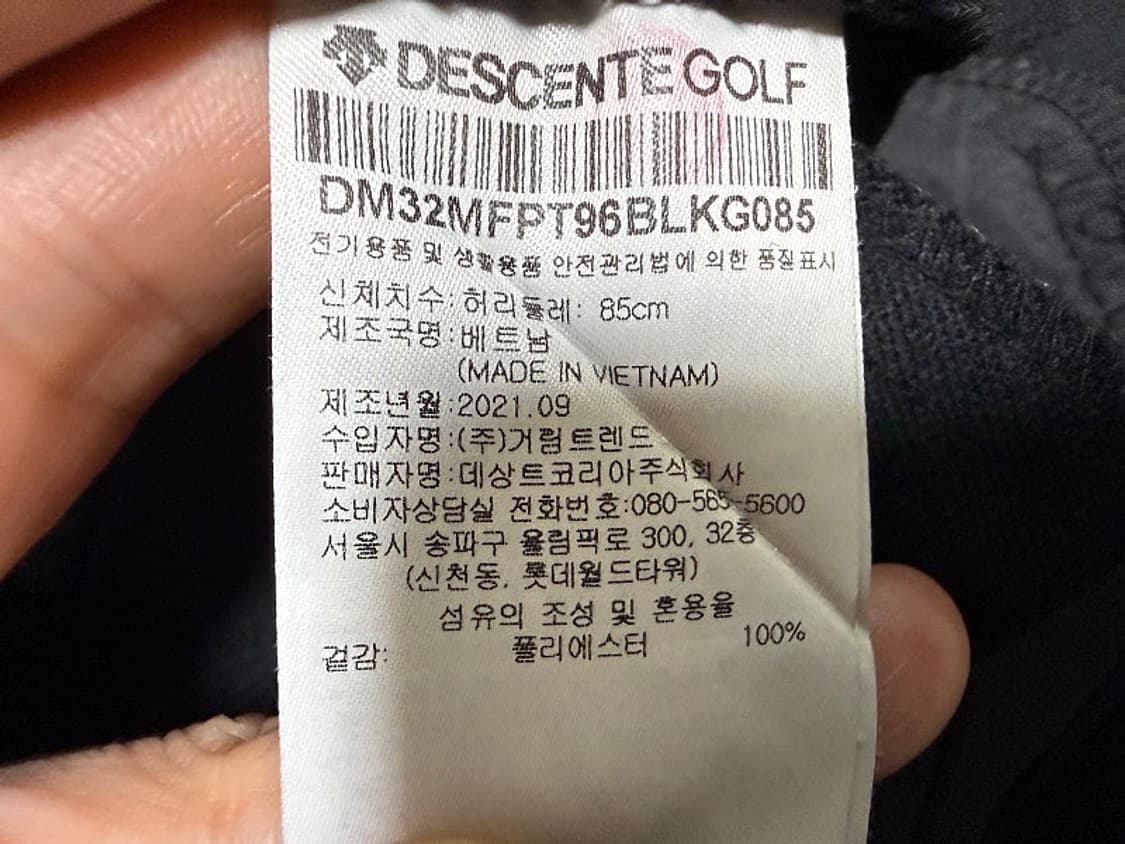 DESCENTE GOLF
DM32MFPT96BLKG085
전기용품 및 생활용품 안전관리법에 의한 품질표시
신체치수: 허리둘레: 85cm
제조국명: 베트남
(MADE IN VIETNAM)
제조년월:2021.09
수입자명:(주)거림트렌드
판매자명:데상트코리아주식회사
소비자상담실 전화번호:080-565-5600
서울시 송파구 올림픽로 300, 32층
(신천동, 롯데월드타워)
섬유의 조성 및 혼용율
겉감: 폴리에스터 100%